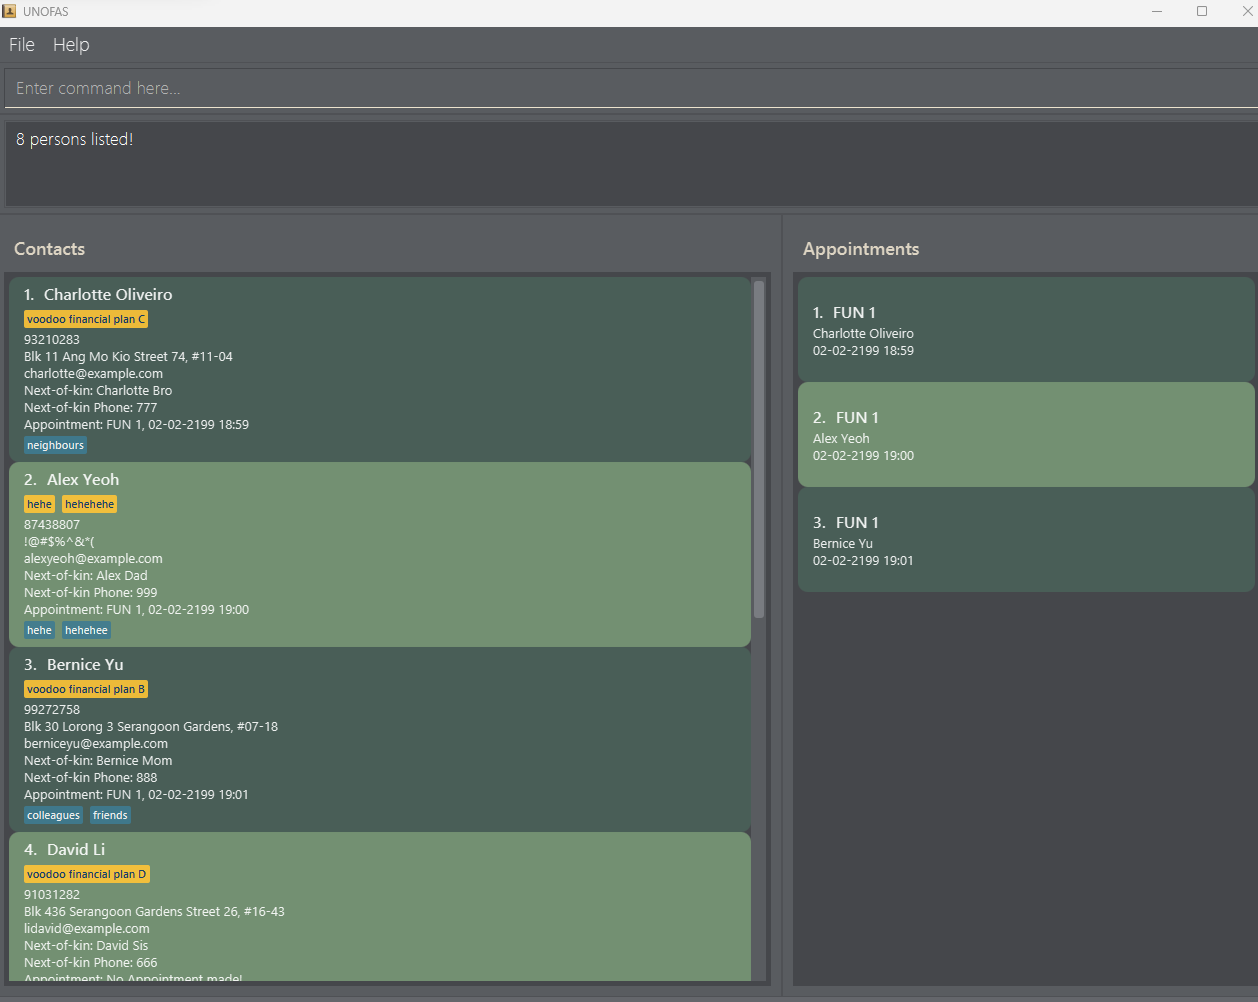 UNOFAS
File Help
Enter command here...
8 persons listed!
Contacts
1. Charlotte Oliveiro
voodoo financial plan C
93210283
Blk 11 Ang Mo Kio Street 74, #11-04
charlotte@example.com
Next-of-kin: Charlotte Bro
Next-of-kin Phone: 777
Appointment: FUN 1, 02-02-2199 18:59
neighbours
2. Alex Yeoh
hehe hehehehe
87438807
!@#$%^&*(
alexyeoh@example.com
Next-of-kin: Alex Dad
Next-of-kin Phone: 999
Appointment: FUN 1, 02-02-2199 19:00
hehe hehehee
3. Bernice Yu
voodoo financial plan B
99272758
Blk 30 Lorong 3 Serangoon Gardens, #07-18
berniceyu@example.com
Next-of-kin: Bernice Mom
Next-of-kin Phone: 888
Appointment: FUN 1, 02-02-2199 19:01
colleagues friends
4. David Li
voodoo financial plan D
91031282
Blk 436 Serangoon Gardens Street 26, #16-43
lidavid@example.com
Next-of-kin: David Sis
Next-of-kin Phone: 666
Appointment: No Appointment made!
Appointments
1. FUN 1
Charlotte Oliveiro
02-02-2199 18:59
2. FUN 1
Alex Yeoh
02-02-2199 19:00
3. FUN 1
Bernice Yu
02-02-2199 19:01